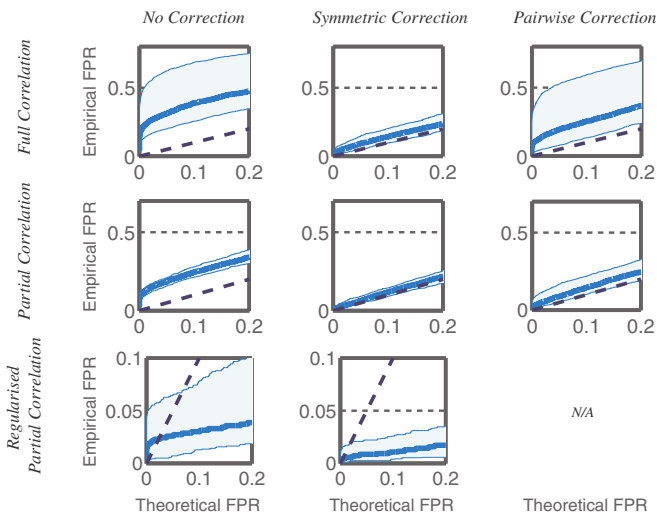 No Correction Symmetric Correction Pairwise Correction
Full Correlation
Empirical FPR
0.5
0
0 0.1 0.2
0.5
0
0 0.1 0.2
0.5
0
0 0.1 0.2
Partial Correlation
Empirical FPR
0.5
0
0 0.1 0.2
0.5
0
0 0.1 0.2
0.5
0
0 0.1 0.2
Regularised
Partial Correlation
Empirical FPR
0.1
0.05
0
0 0.1 0.2
Theoretical FPR
0.1
0.05
0
0 0.1 0.2
Theoretical FPR
N/A
Theoretical FPR